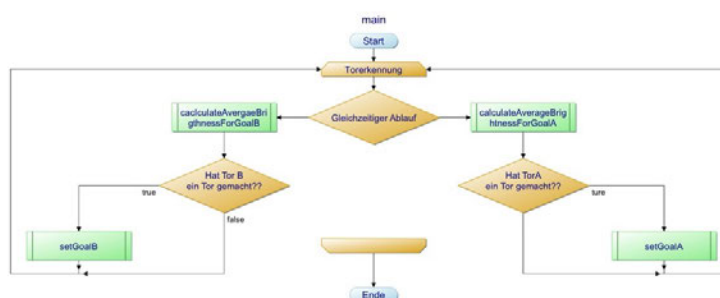 main
Start
Torerkennung
caclculateAvergaeBri
gthnessForGoalB
Gleichzeitiger Ablauf
calculateAverageBrig
htnessForGoalA
Hat Tor B
ein Tor gemacht??
Hat TorA
ein Tor gemacht??
true
false
ture
setGoalB
setGoalA
Ende